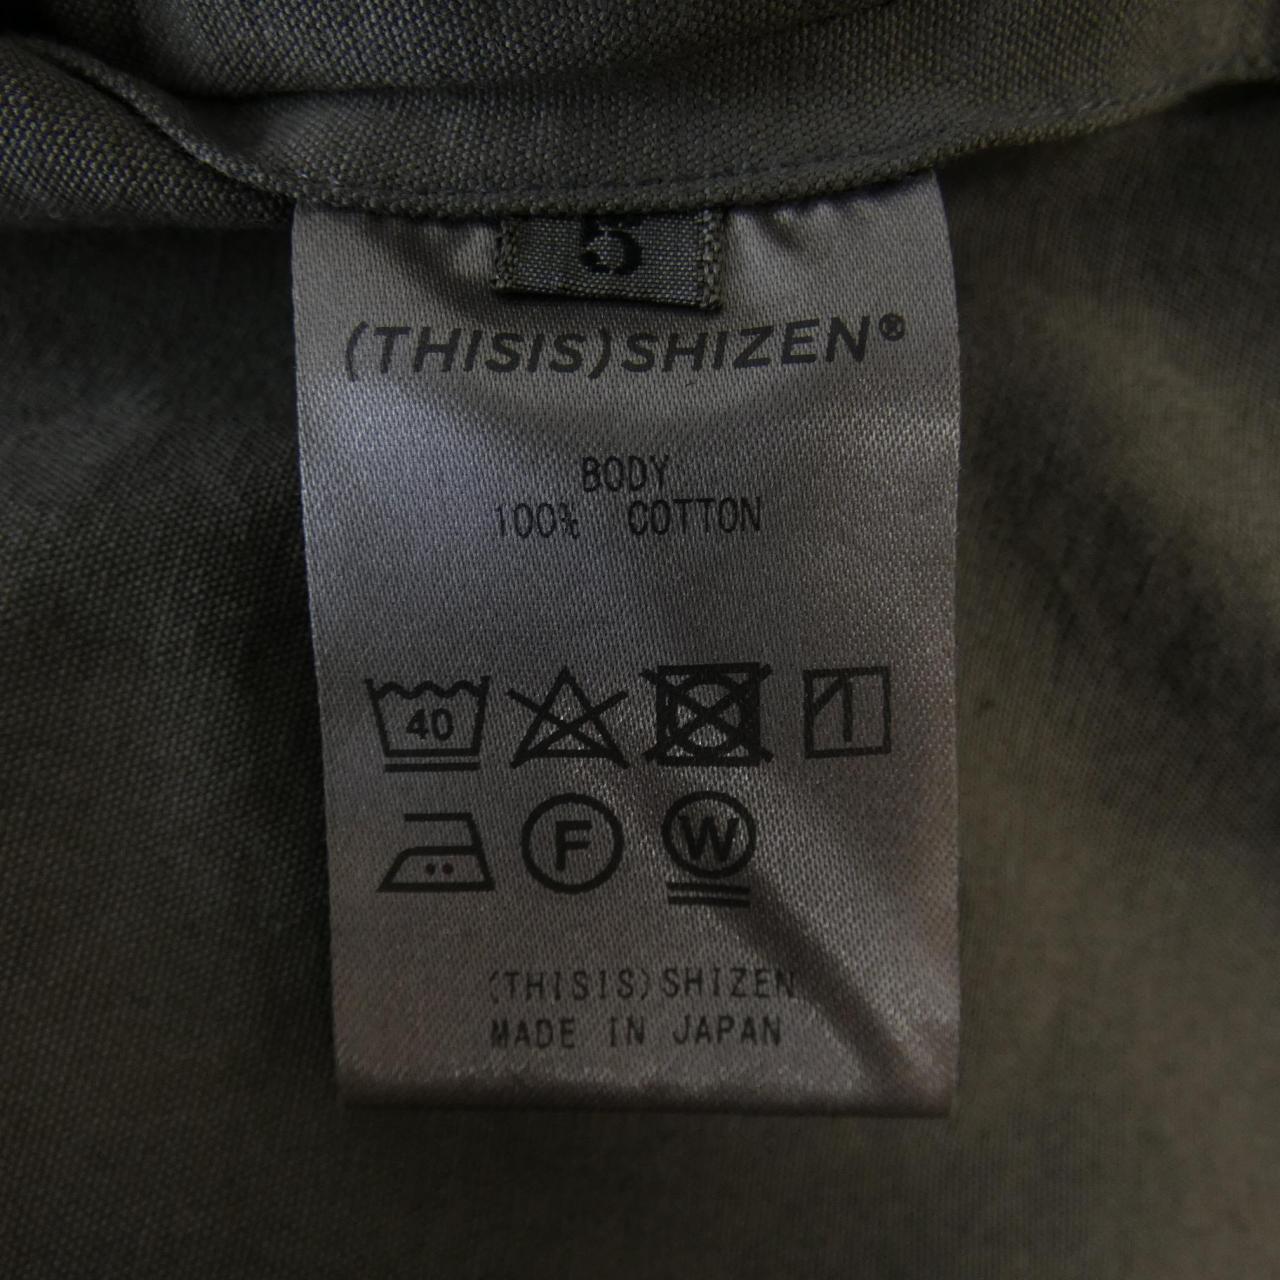 5
(THISIS)SHIZEN®
BODY
100% COTTON
40
F
W
(THISIS)SHIZEN
MADE IN JAPAN